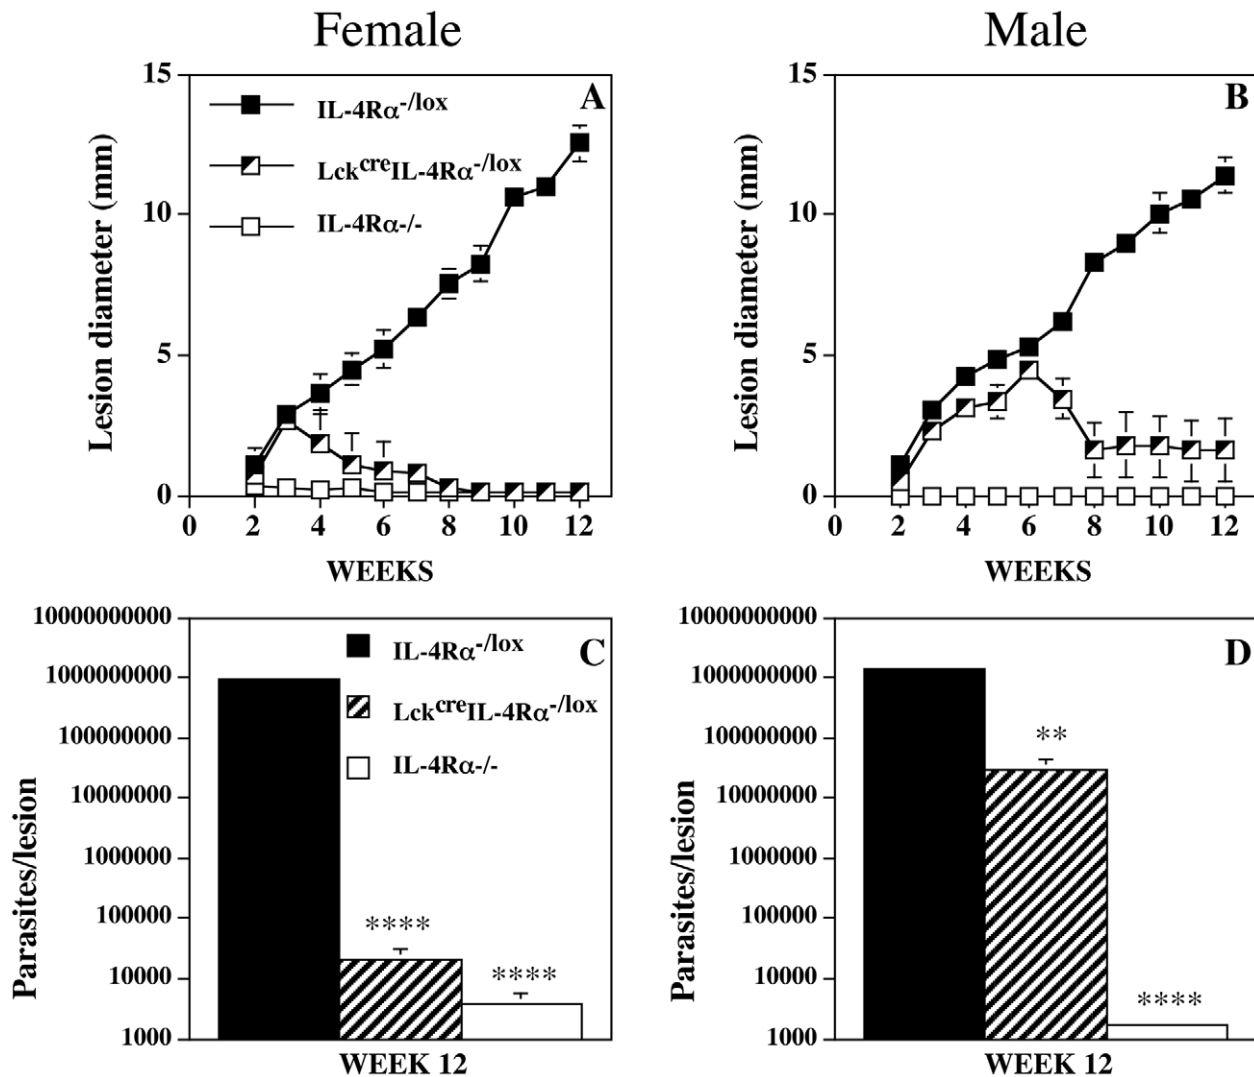 Female
Male
15
10
5
0
Lesion diameter (mm)
A
IL-4Rα-/lox
LckcreIL-4Rα-/lox
IL-4Rα-/-
0 2 4 6 8 10 12
WEEKS
15
10
5
0
Lesion diameter (mm)
B
0 2 4 6 8 10 12
WEEKS
10000000000
1000000000
100000000
10000000
1000000
100000
10000
1000
Parasites/lesion
C
IL-4Rα-/lox
LckcreIL-4Rα-/lox
IL-4Rα-/-
****
****
WEEK 12
10000000000
1000000000
100000000
10000000
1000000
100000
10000
1000
Parasites/lesion
D
**
****
WEEK 12